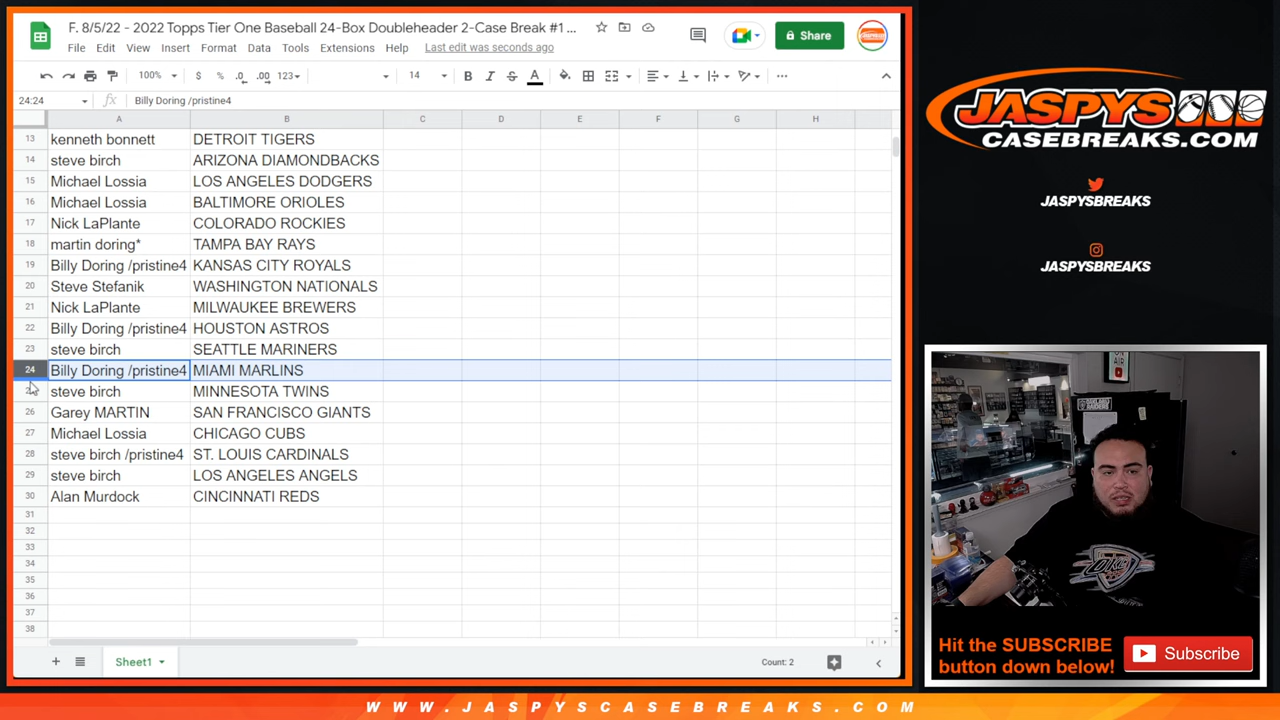 F. 8/5/22 - 2022 Topps Tier One Baseball 24-Box Doubleheader 2-Case Break #1 ...
File Edit View Insert Format Data Tools Extensions Help Last edit was seconds ago
Share
100% $ % .0 .00 123 14 B I S A
24:24 fx Billy Doring /pristine4
A B C D E F G H
13 kenneth bonnett DETROIT TIGERS
14 steve birch ARIZONA DIAMONDBACKS
15 Michael Lossia LOS ANGELES DODGERS
16 Michael Lossia BALTIMORE ORIOLES
17 Nick LaPlante COLORADO ROCKIES
18 martin doring* TAMPA BAY RAYS
19 Billy Doring /pristine4 KANSAS CITY ROYALS
20 Steve Stefanik WASHINGTON NATIONALS
21 Nick LaPlante MILWAUKEE BREWERS
22 Billy Doring /pristine4 HOUSTON ASTROS
23 steve birch SEATTLE MARINERS
24 Billy Doring /pristine4 MIAMI MARLINS
steve birch MINNESOTA TWINS
26 Garey MARTIN SAN FRANCISCO GIANTS
27 Michael Lossia CHICAGO CUBS
28 steve birch /pristine4 ST. LOUIS CARDINALS
29 steve birch LOS ANGELES ANGELS
30 Alan Murdock CINCINNATI REDS
31
32
33
34
35
36
37
38
Sheet1 Count: 2
JASPYS
CASEBREAKS.COM
JASPYSBREAKS
JASPYSBREAKS
ON AIR
OKC
Hit the SUBSCRIBE
button down below!
Subscribe
WWW.JASPYSCASEBREAKS.COM